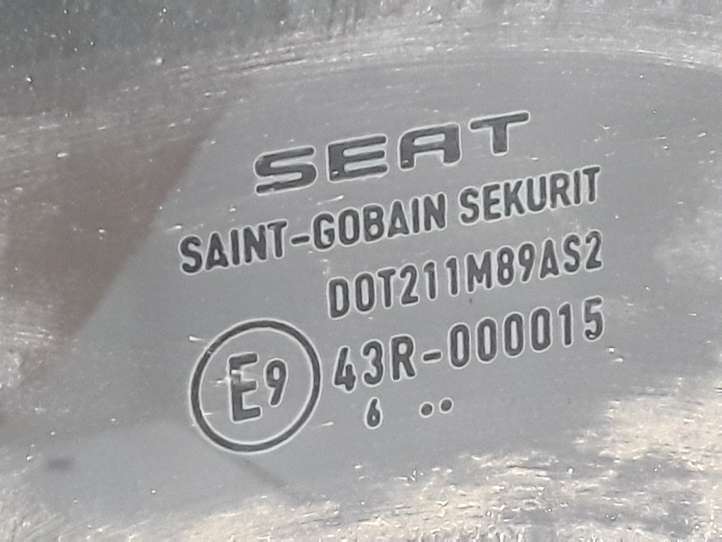 SEAT
SAINT-GOBAIN SEKURIT
DOT211M89AS2
E9 43R-000015
6 ..